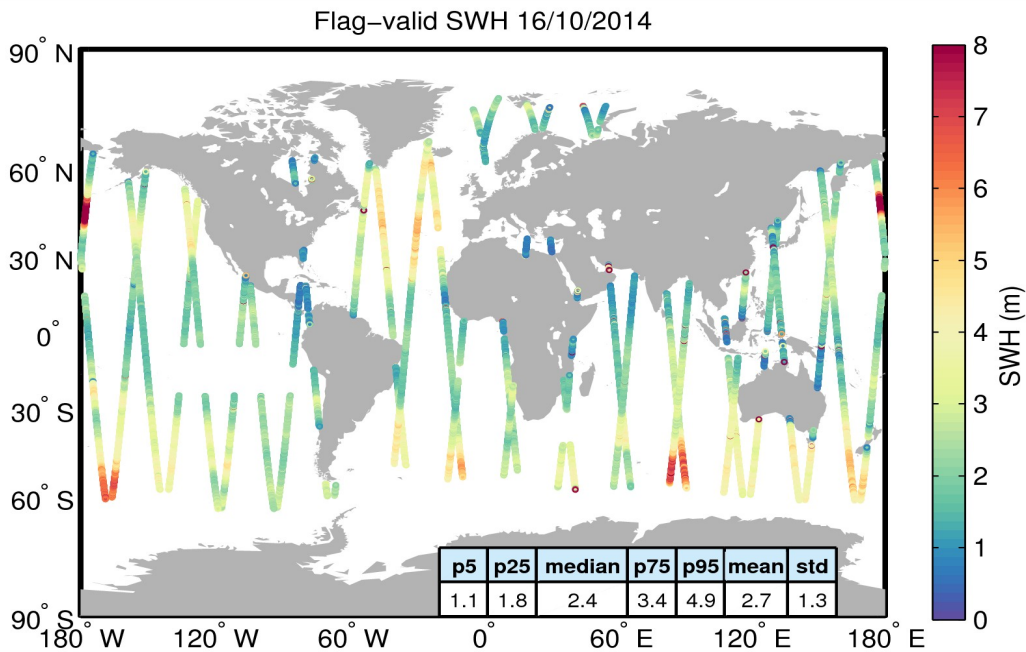 Flag−valid SWH 16/10/2014
90° N
60° N
30° N
0°
30° S
60° S
90° S
180° W
120° W
60° W
0°
60° E
120° E
180° E
p5 p25 median p75 p95 mean std
1.1 1.8 2.4 3.4 4.9 2.7 1.3
8
7
6
5
4
3
2
1
0
SWH (m)